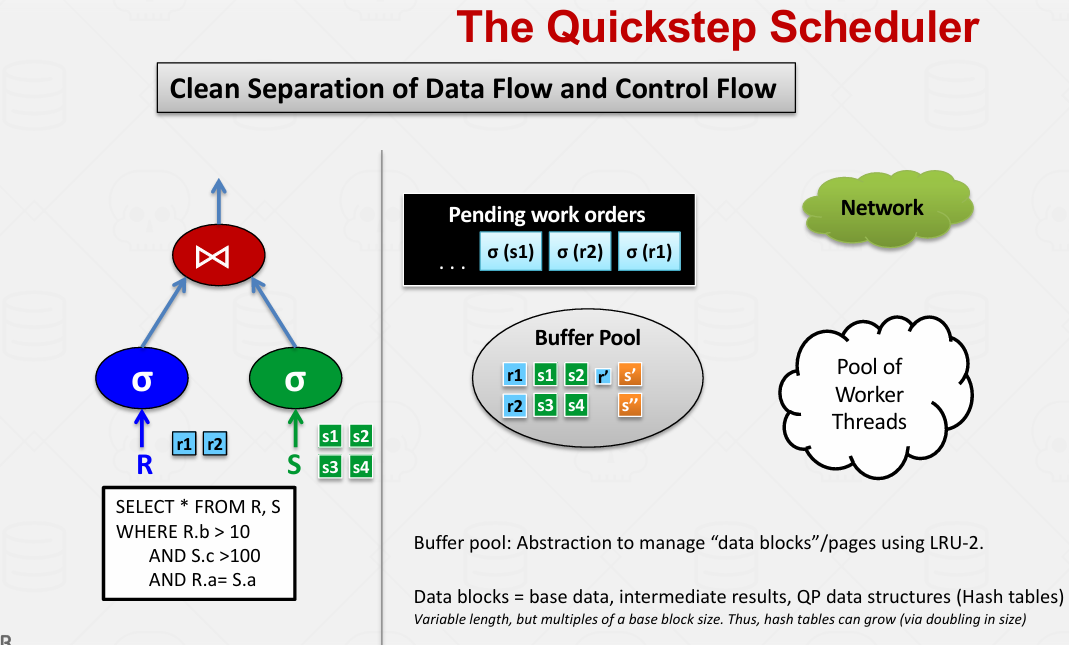 The Quickstep Scheduler
Clean Separation of Data Flow and Control Flow
⋈
σ
σ
R
r1
r2
S
s1
s2
s3
s4
SELECT * FROM R, S
WHERE R.b > 10
AND S.c >100
AND R.a= S.a
Pending work orders
. . .
σ (s1)
σ (r2)
σ (r1)
Network
Buffer Pool
r1
s1
s2
r’
s’
r2
s3
s4
s’’
Pool of
Worker
Threads
Buffer pool: Abstraction to manage “data blocks”/pages using LRU-2.
Data blocks = base data, intermediate results, QP data structures (Hash tables)
Variable length, but multiples of a base block size. Thus, hash tables can grow (via doubling in size)